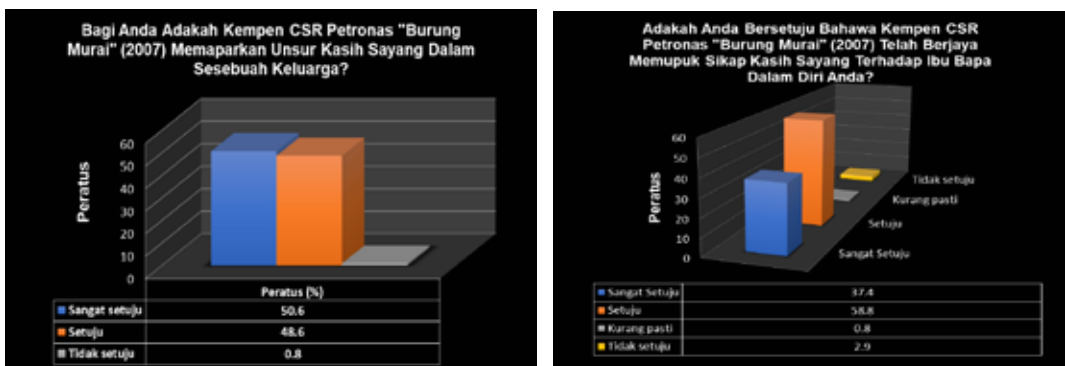 Bagi Anda Adakah Kempen CSR Petronas "Burung
Murai" (2007) Memaparkan Unsur Kasih Sayang Dalam
Sesebuah Keluarga?
Peratus
60
50
40
30
20
10
0
Peratus (%)
Sangat setuju 50.6
Setuju 48.6
Tidak setuju 0.8
Adakah Anda Bersetuju Bahawa Kempen CSR
Petronas "Burung Murai" (2007) Telah Berjaya
Memupuk Sikap Kasih Sayang Terhadap Ibu Bapa
Dalam Diri Anda?
Peratus
60
50
40
30
20
10
0
Tidak setuju
Kurang pasti
Setuju
Sangat Setuju
Sangat Setuju 37.4
Setuju 58.8
Kurang pasti 0.8
Tidak setuju 2.9